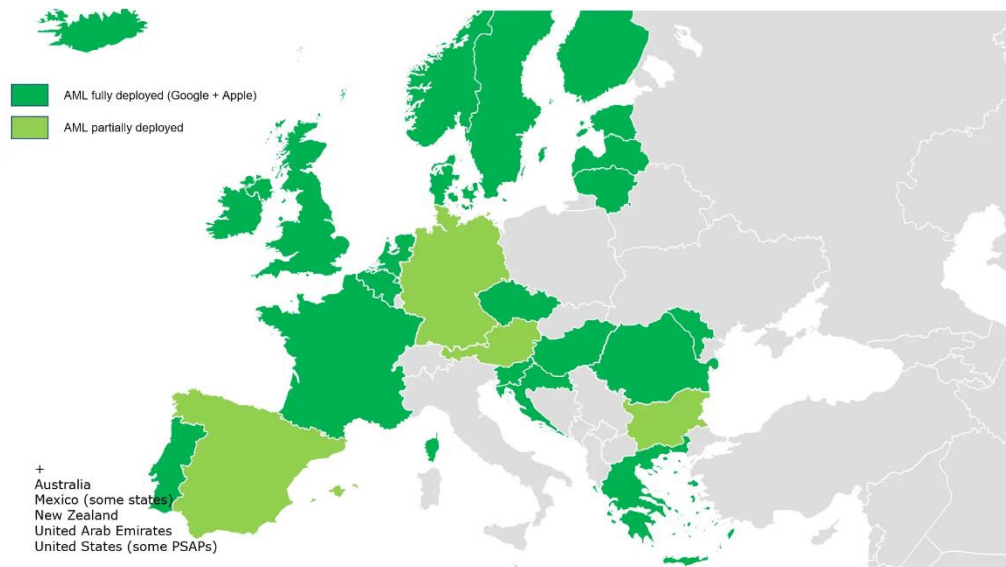 AML fully deployed (Google + Apple)
AML partially deployed
+
Australia
Mexico (some states)
New Zealand
United Arab Emirates
United States (some PSAPs)